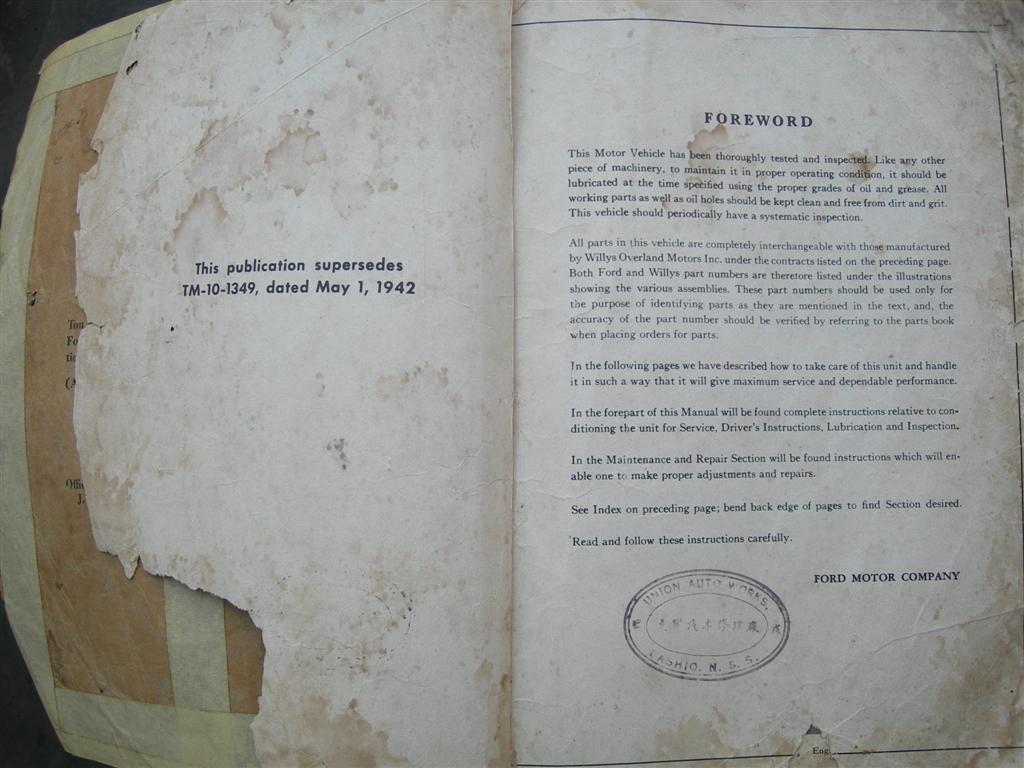 Ton
Fo
tic
(A
Offi
J.
This publication supersedes
TM-10-1349, dated May 1, 1942
FOREWORD
This Motor Vehicle has been thoroughly tested and inspected. Like any other
piece of machinery, to maintain it in proper operating condition, it should be
lubricated at the time specified using the proper grades of oil and grease. All
working parts as well as oil holes should be kept clean and free from dirt and grit.
This vehicle should periodically have a systematic inspection.
All parts in this vehicle are completely interchangeable with those manufactured
by Willys Overland Motors Inc. under the contracts listed on the preceding page.
Both Ford and Willys part numbers are therefore listed under the illustrations
showing the various assemblies. These part numbers should be used only for
the purpose of identifying parts as they are mentioned in the text, and, the
accuracy of the part number should be verified by referring to the parts book
when placing orders for parts.
In the following pages we have described how to take care of this unit and handle
it in such a way that it will give maximum service and dependable performance.
In the forepart of this Manual will be found complete instructions relative to con-
ditioning the unit for Service, Driver's Instructions, Lubrication and Inspection.
In the Maintenance and Repair Section will be found instructions which will en-
able one to make proper adjustments and repairs.
See Index on preceding page; bend back edge of pages to find Section desired.
Read and follow these instructions carefully.
FORD MOTOR COMPANY
UNION AUTO WORKS.
汽車修理廠
LASHIO. N. S. S.
Eng.